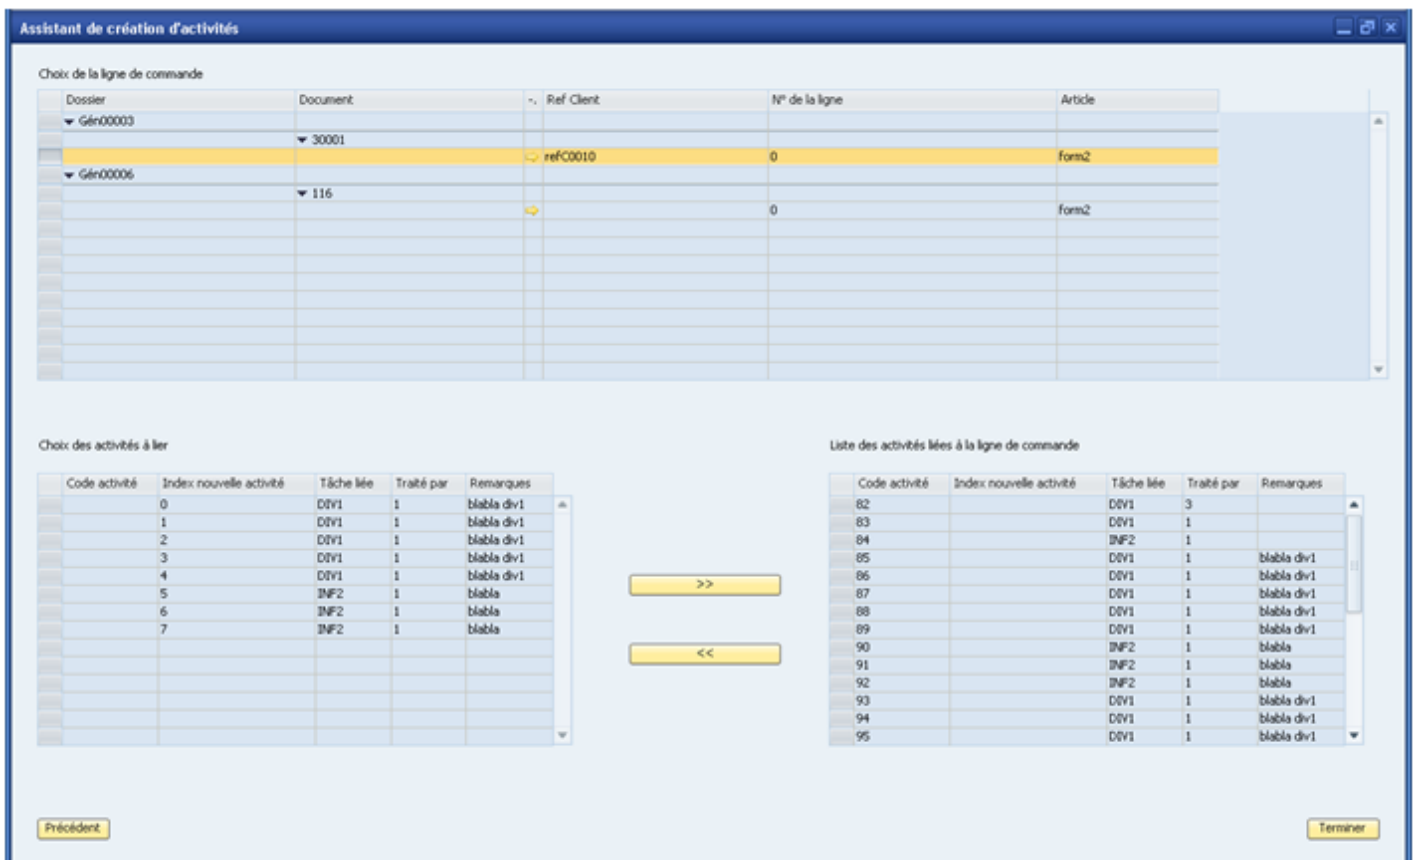 Assistant de création d'activités
Choix de la ligne de commande
Dossier Document -. Ref Client N° de la ligne Article
Gén00003
30001
refC0010 0 form2
Gén00006
116
0 form2
Choix des activités à lier
Liste des activités liées à la ligne de commande
Code activité Index nouvelle activité Tâche liée Traité par Remarques
0 DIV1 1 blabla div1
1 DIV1 1 blabla div1
2 DIV1 1 blabla div1
3 DIV1 1 blabla div1
4 DIV1 1 blabla div1
5 INF2 1 blabla
6 INF2 1 blabla
7 INF2 1 blabla
>>
<<
Code activité Index nouvelle activité Tâche liée Traité par Remarques
82 DIV1 3
83 DIV1 1
84 INF2 1
85 DIV1 1 blabla div1
86 DIV1 1 blabla div1
87 DIV1 1 blabla div1
88 DIV1 1 blabla div1
89 DIV1 1 blabla div1
90 INF2 1 blabla
91 INF2 1 blabla
92 INF2 1 blabla
93 DIV1 1 blabla div1
94 DIV1 1 blabla div1
95 DIV1 1 blabla div1
Précédent
Terminer